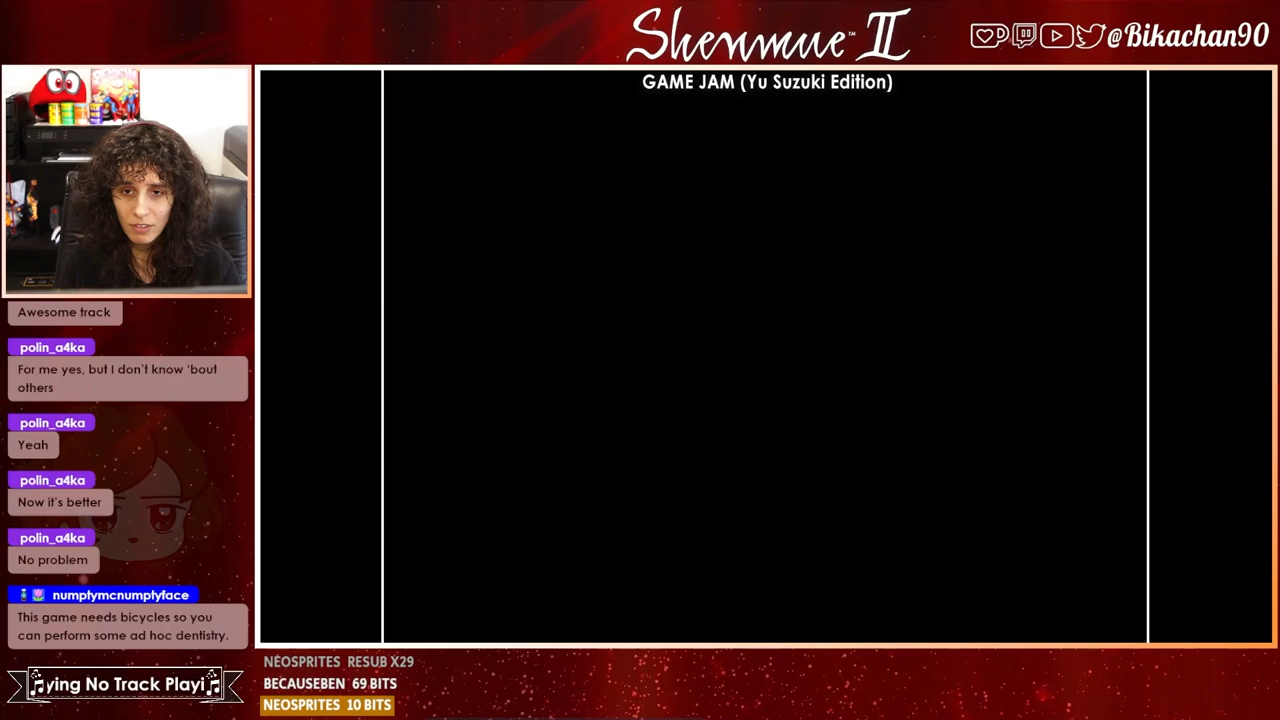 Shenmue™ II
@Bikachan90
GAME JAM (Yu Suzuki Edition)
Awesome track
polin_a4ka
For me yes, but I don't know 'bout
others
polin_a4ka
Yeah
polin_a4ka
Now it's better
polin_a4ka
No problem
numptymcnumptyface
This game needs bicycles so you
can perform some ad hoc dentistry.
ying No Track Playi
NEOSPRITES RESUB X29
BECAUSEBEN 69 BITS
NEOSPRITES 10 BITS